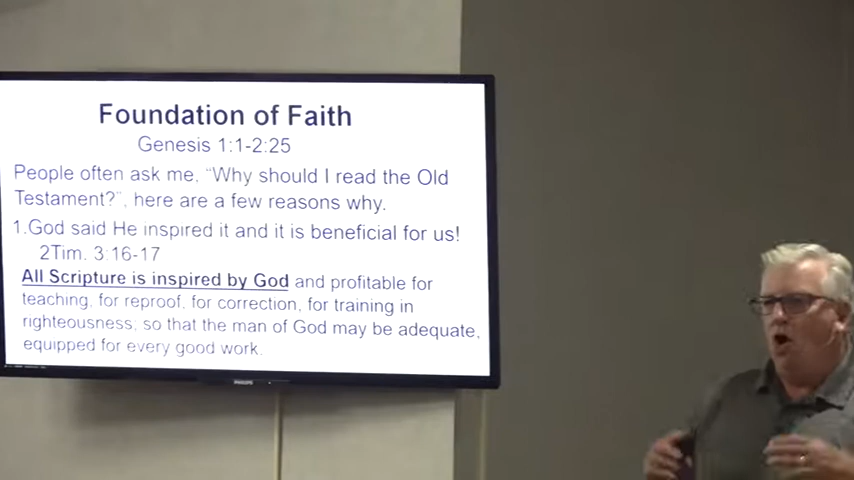 Foundation of Faith
Genesis 1:1-2:25
People often ask me, "Why should I read the Old
Testament?", here are a few reasons why.
1.God said He inspired it and it is beneficial for us!
2Tim. 3:16-17
All Scripture is inspired by God and profitable for
teaching, for reproof, for correction, for training in
righteousness; so that the man of God may be adequate,
equipped for every good work.
PHILIPS